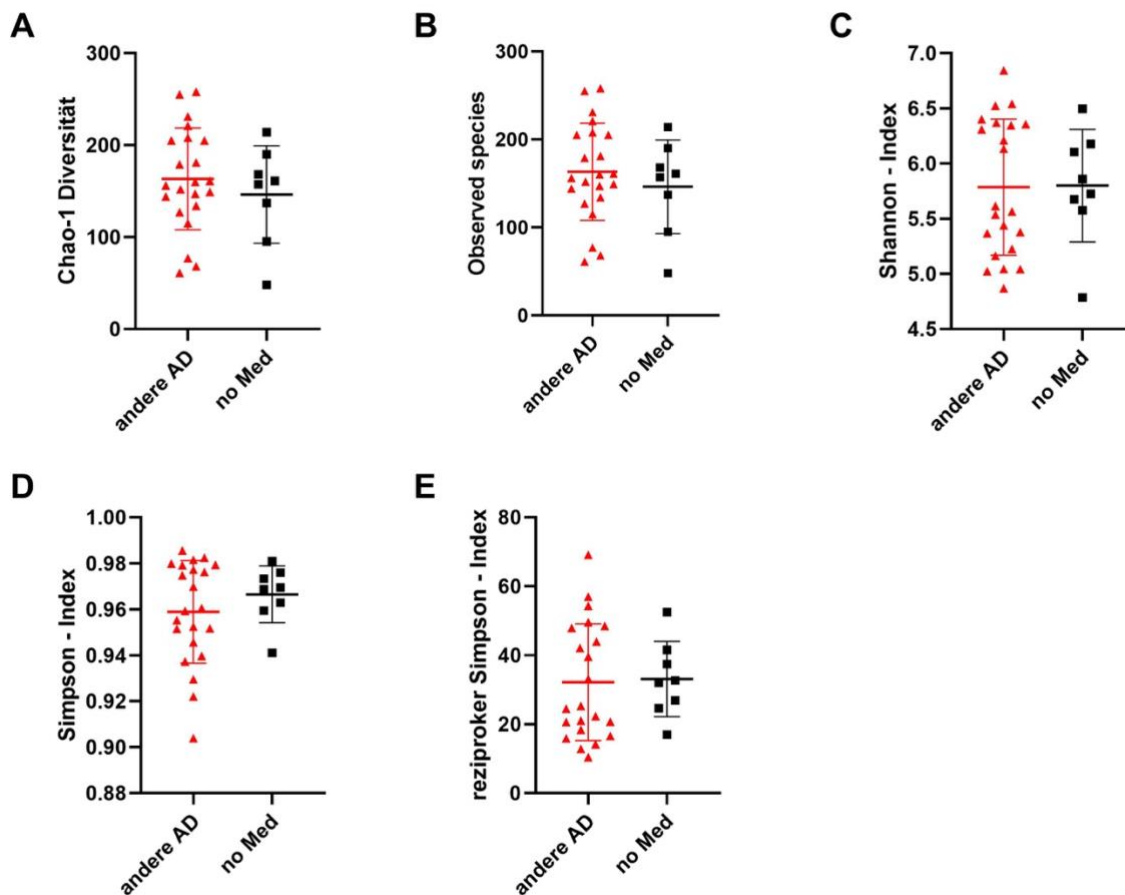 A
Chao-1 Diversität
300
200
100
0
andere AD
no Med
B
Observed species
300
200
100
0
andere AD
no Med
C
Shannon - Index
7.0
6.5
6.0
5.5
5.0
4.5
andere AD
no Med
D
Simpson - Index
1.00
0.98
0.96
0.94
0.92
0.90
0.88
andere AD
no Med
E
reziproker Simpson - Index
80
60
40
20
0
andere AD
no Med